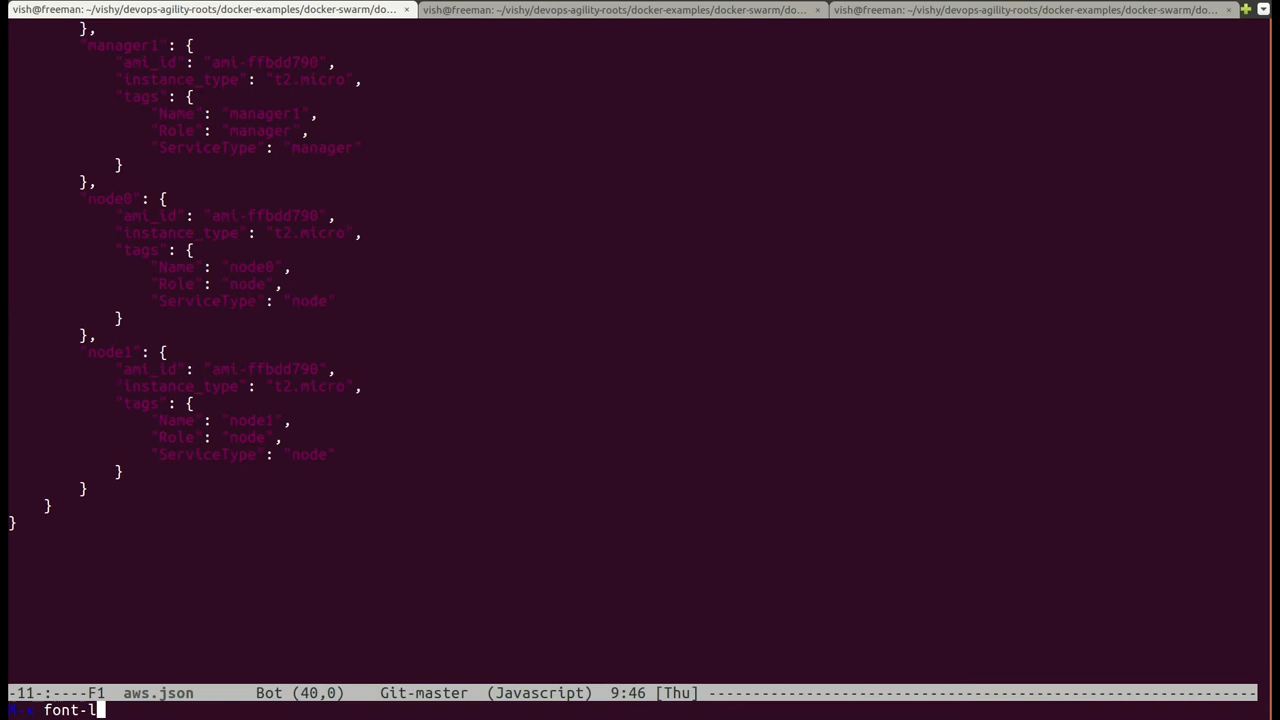 vish@freeman: ~/vishy/devops-agility-roots/docker-examples/docker-swarm/do... × vish@freeman: ~/vishy/devops-agility-roots/docker-examples/docker-swarm/do... × vish@freeman: ~/vishy/devops-agility-roots/docker-examples/docker-swarm/do... ×
        },
        "manager1": {
            "ami_id": "ami-ffbdd790",
            "instance_type": "t2.micro",
            "tags": {
                "Name": "manager1",
                "Role": "manager",
                "ServiceType": "manager"
            }
        },
        "node0": {
            "ami_id": "ami-ffbdd790",
            "instance_type": "t2.micro",
            "tags": {
                "Name": "node0",
                "Role": "node",
                "ServiceType": "node"
            }
        },
        "node1": {
            "ami_id": "ami-ffbdd790",
            "instance_type": "t2.micro",
            "tags": {
                "Name": "node1",
                "Role": "node",
                "ServiceType": "node"
            }
        }
    }
}
-11-:----F1  aws.json       Bot (40,0)    Git-master  (Javascript)  9:46 [Thu] --------------------------------------------------------------
M-x font-l